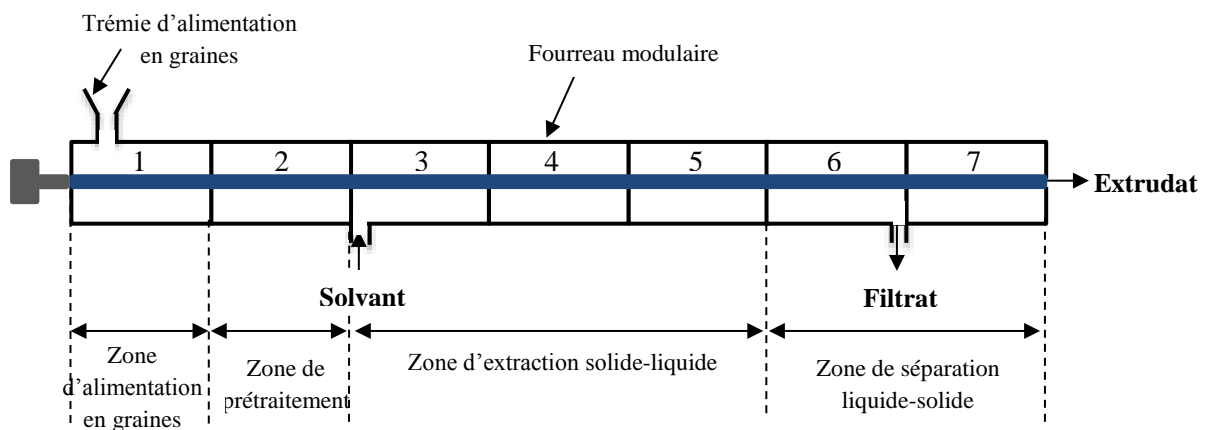 Trémie d’alimentation
en graines
Fourreau modulaire
1 2 3 4 5 6 7
Extrudat
Solvant
Filtrat
Zone
d’alimentation
en graines
Zone de
prétraitement
Zone d’extraction solide-liquide
Zone de séparation
liquide-solide